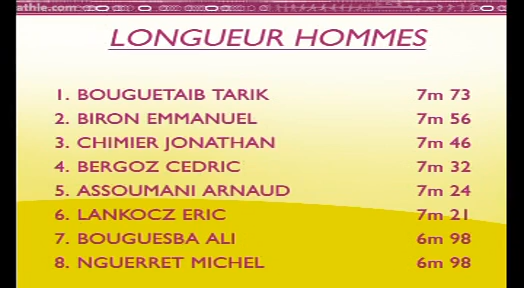 athle.com
LONGUEUR HOMMES
1. BOUGUETAIB TARIK 7m 73
2. BIRON EMMANUEL 7m 56
3. CHIMIER JONATHAN 7m 46
4. BERGOZ CEDRIC 7m 32
5. ASSOUMANI ARNAUD 7m 24
6. LANKOCZ ERIC 7m 21
7. BOUGUESBA ALI 6m 98
8. NGUERRET MICHEL 6m 98